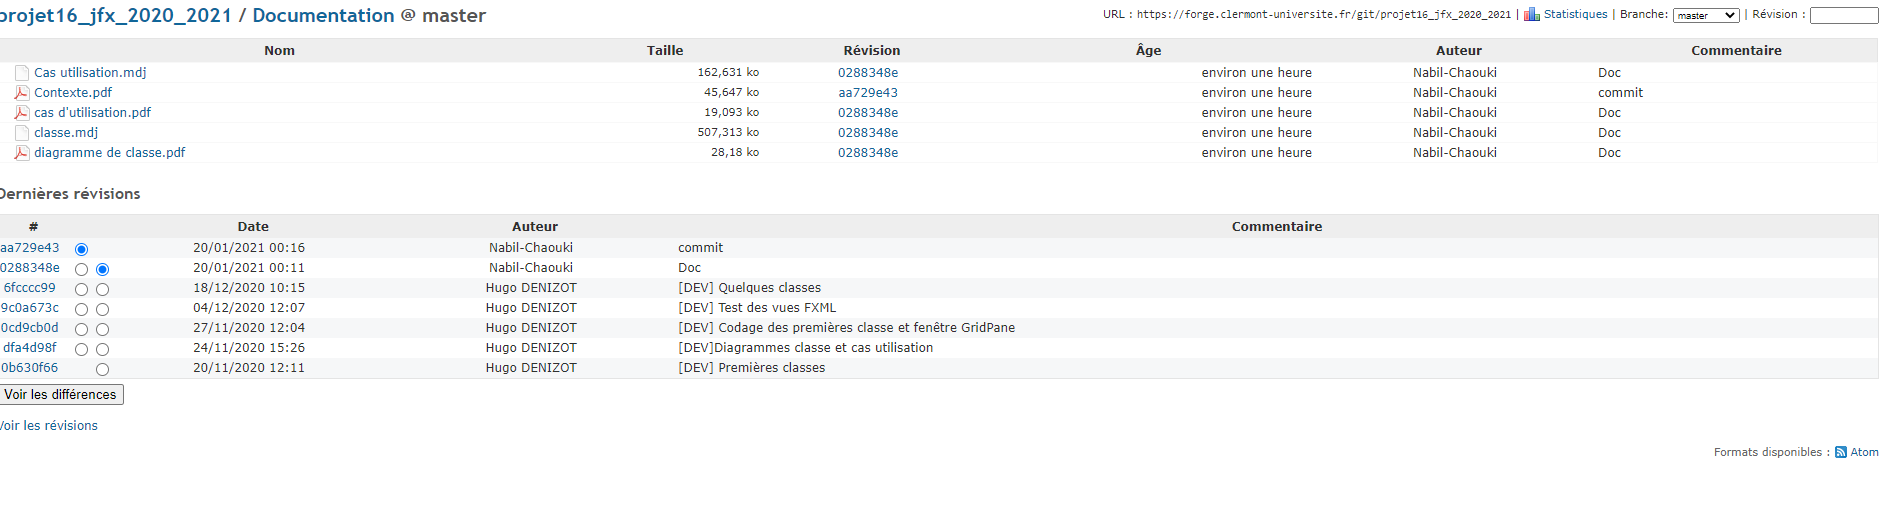 projet16_jfx_2020_2021 / Documentation @ master
URL : https://forge.clermont-universite.fr/git/projet16_jfx_2020_2021 | Statistiques | Branche: master | Révision :
Nom Taille Révision Âge Auteur Commentaire
Cas utilisation.mdj 162,631 ko 0288348e environ une heure Nabil-Chaouki Doc
Contexte.pdf 45,647 ko aa729e43 environ une heure Nabil-Chaouki commit
cas d'utilisation.pdf 19,093 ko 0288348e environ une heure Nabil-Chaouki Doc
classe.mdj 507,313 ko 0288348e environ une heure Nabil-Chaouki Doc
diagramme de classe.pdf 28,18 ko 0288348e environ une heure Nabil-Chaouki Doc
Dernières révisions
# Date Auteur Commentaire
aa729e43 20/01/2021 00:16 Nabil-Chaouki commit
0288348e 20/01/2021 00:11 Nabil-Chaouki Doc
6fcccc99 18/12/2020 10:15 Hugo DENIZOT [DEV] Quelques classes
9c0a673c 04/12/2020 12:07 Hugo DENIZOT [DEV] Test des vues FXML
0cd9cb0d 27/11/2020 12:04 Hugo DENIZOT [DEV] Codage des premières classe et fenêtre GridPane
dfa4d98f 24/11/2020 15:26 Hugo DENIZOT [DEV]Diagrammes classe et cas utilisation
0b630f66 20/11/2020 12:11 Hugo DENIZOT [DEV] Premières classes
Voir les différences
Voir les révisions
Formats disponibles : Atom